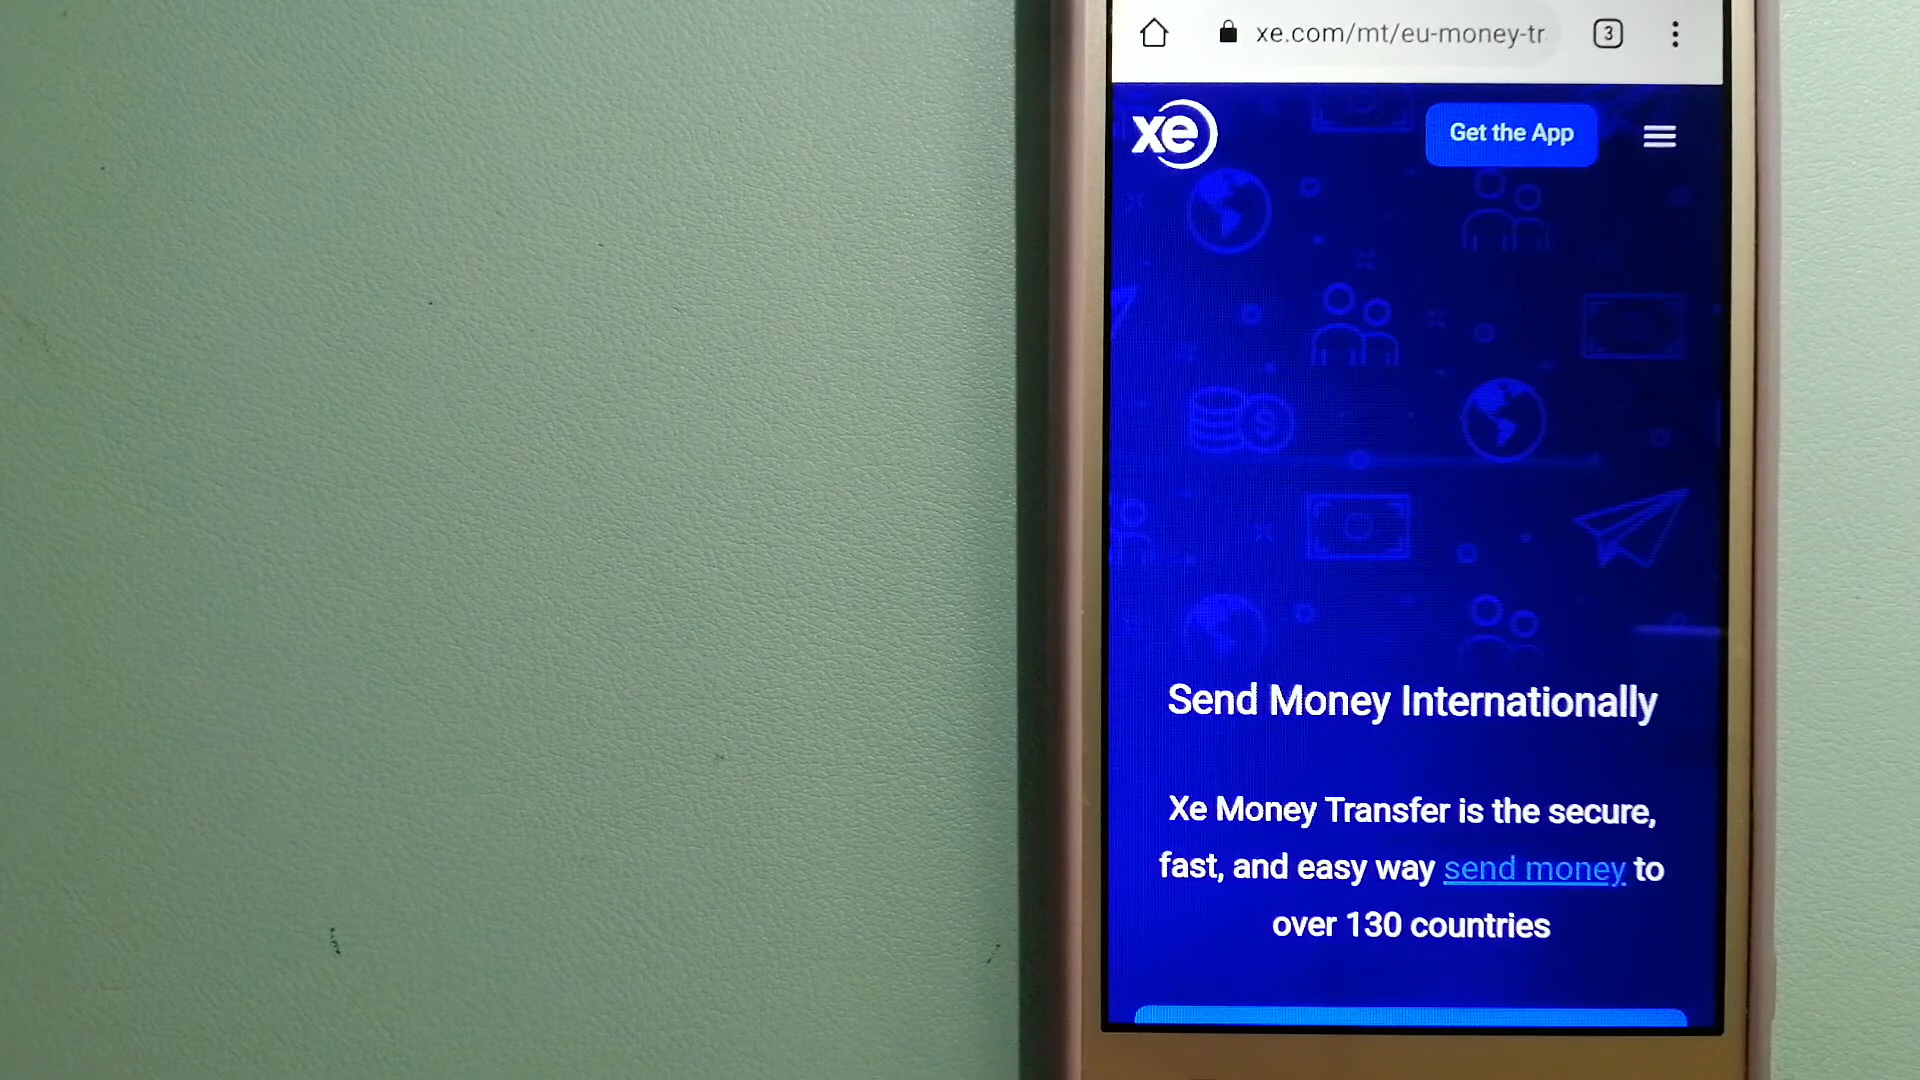 xe.com/mt/eu-money-tr
3
xe
Get the App
Send Money Internationally
Xe Money Transfer is the secure,
fast, and easy way send money to
over 130 countries